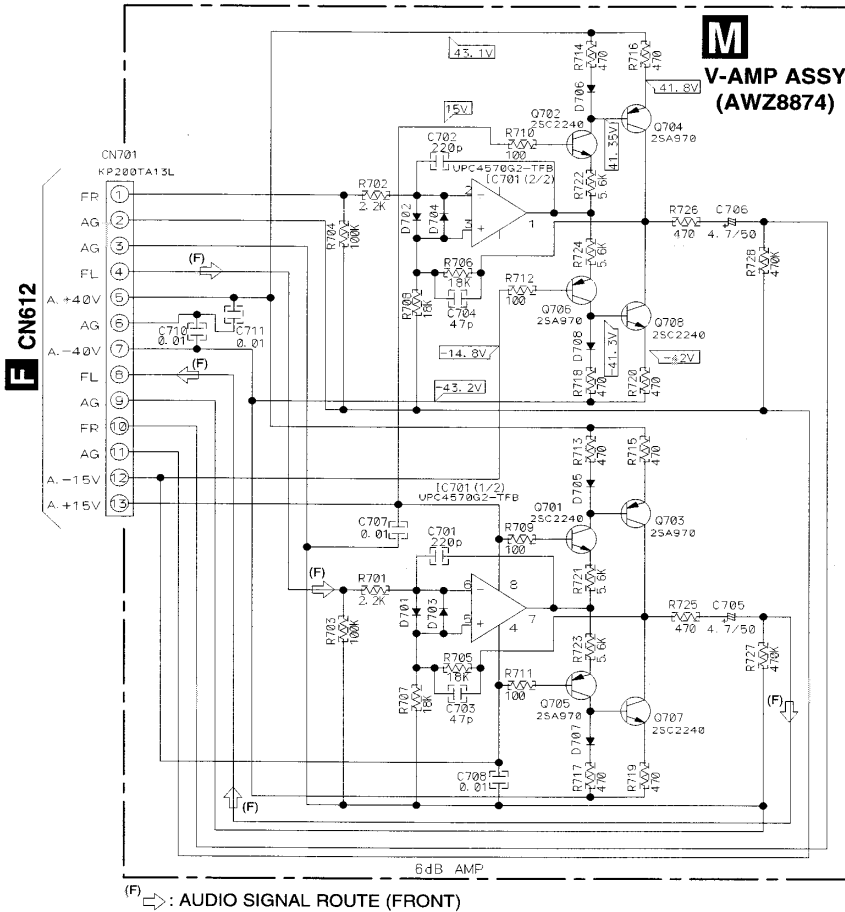 M
V-AMP ASSY
(AWZ8874)
43.1V
R714
470
R716
470
41.8V
D706
15V
Q702
2SC2240
Q704
2SA970
41.35V
C702
220p
R710
100
UPC4570G2-TFB
IC701(2/2)
R722
5.6K
CN701
KP200TA13L
F CN612
FR 1
AG 2
AG 3
FL 4
A.+40V 5
AG 6
A.-40V 7
FL 8
AG 9
FR 10
AG 11
A.-15V 12
A.+15V 13
R702
2.2K
R704
100K
D702
D704
2
3
1
R726
470
C706
4.7/50
R728
470K
R724
5.6K
(F)
R706
18K
R708
18K
C704
47p
R712
100
Q706
2SA970
Q708
2SC2240
C710
0.01
C711
0.01
(F)
-14.8V
D708
-41.3V
-42V
-43.2V
R718
470
R720
470
R713
470
R715
470
D705
IC701(1/2)
UPC4570G2-TFB
Q701
2SC2240
Q703
2SA970
C707
0.01
C701
220p
R709
100
R721
5.6K
(F)
R701
2.2K
R703
100K
D701
D703
6
5
8
4
7
R725
470
C705
4.7/50
R727
470K
R723
5.6K
R705
18K
R707
18K
C703
47p
R711
100
Q705
2SA970
Q707
2SC2240
(F)
D707
C708
0.01
R717
470
R719
470
(F)
6dB AMP
(F) : AUDIO SIGNAL ROUTE (FRONT)